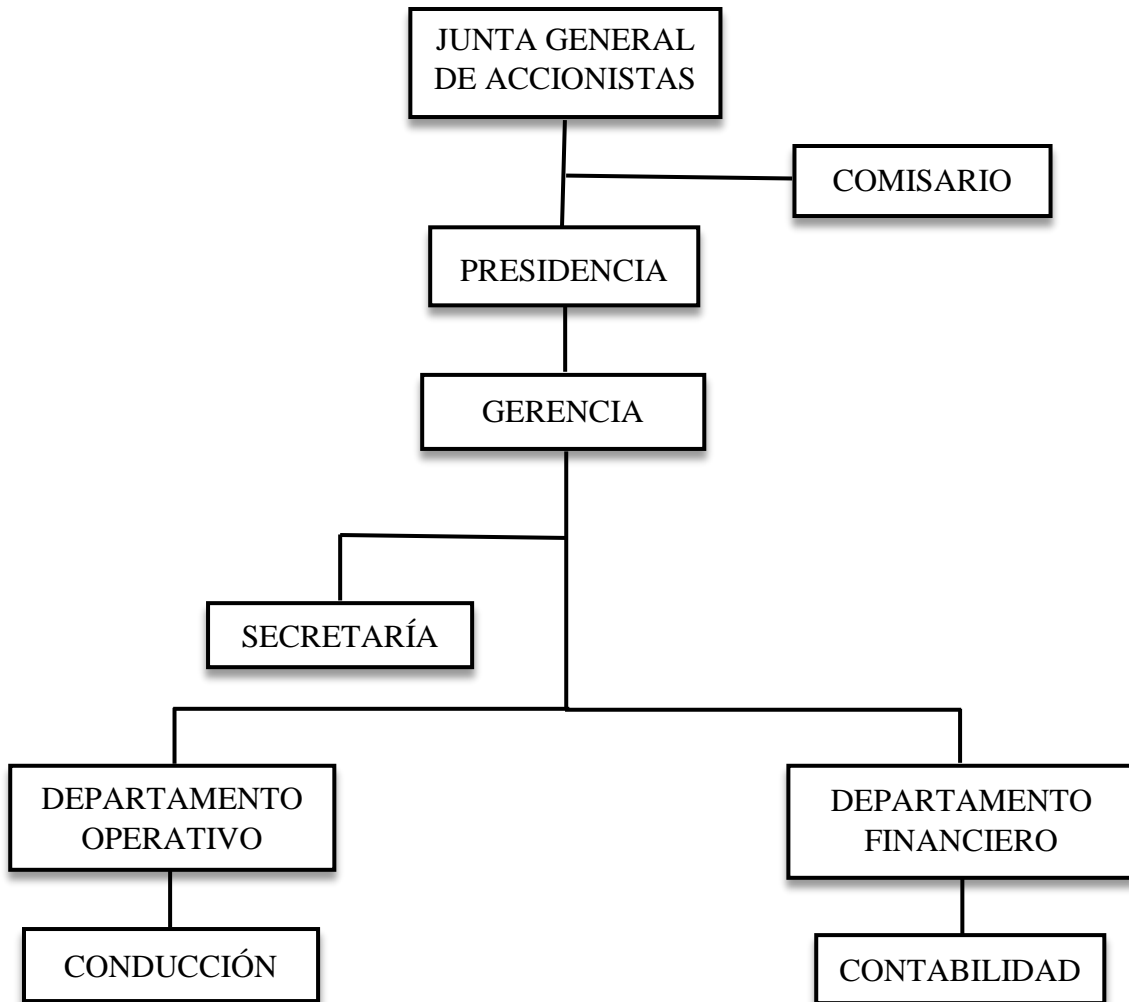 JUNTA GENERAL
DE ACCIONISTAS
COMISARIO
PRESIDENCIA
GERENCIA
SECRETARÍA
DEPARTAMENTO
OPERATIVO
DEPARTAMENTO
FINANCIERO
CONDUCCIÓN
CONTABILIDAD